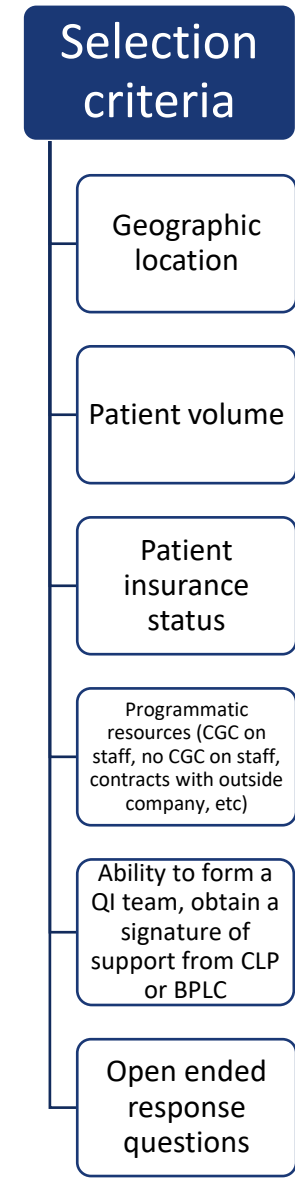 Selection
criteria
Geographic
location
Patient volume
Patient
insurance
status
Programmatic
resources (CGC on
staff, no CGC on staff,
contracts with outside
company, etc)
Ability to form a
QI team, obtain a
signature of
support from CLP
or BPLC
Open ended
response
questions